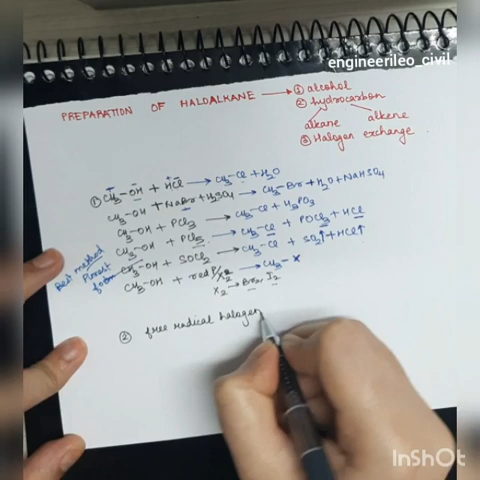 engineerileo_civil
PREPARATION OF HALOALKANE → ① alcohol
② hydrocarbon
alkane alkene
③ Halogen exchange
① CH₃-OH + HCl → CH₃-Cl + H₂O
CH₃-OH + NaBr + H₂SO₄ → CH₃-Br + H₂O + NaHSO₄
CH₃-OH + PCl₃ → CH₃-Cl + H₃PO₃
CH₃-OH + PCl₅ → CH₃-Cl + POCl₃ + HCl
Best method CH₃-OH + SOCl₂ → CH₃-Cl + SO₂↑ + HCl↑
Purest form CH₃-OH + red P/X₂ → CH₃-X
X₂ → Br₂, I₂
② free radical halogen
InShOt